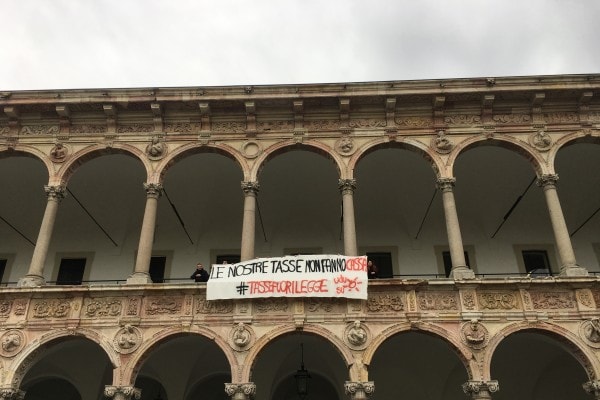 LE NOSTRE TASSE NON FANNO CASSA
#TASSEFUORILEGGE